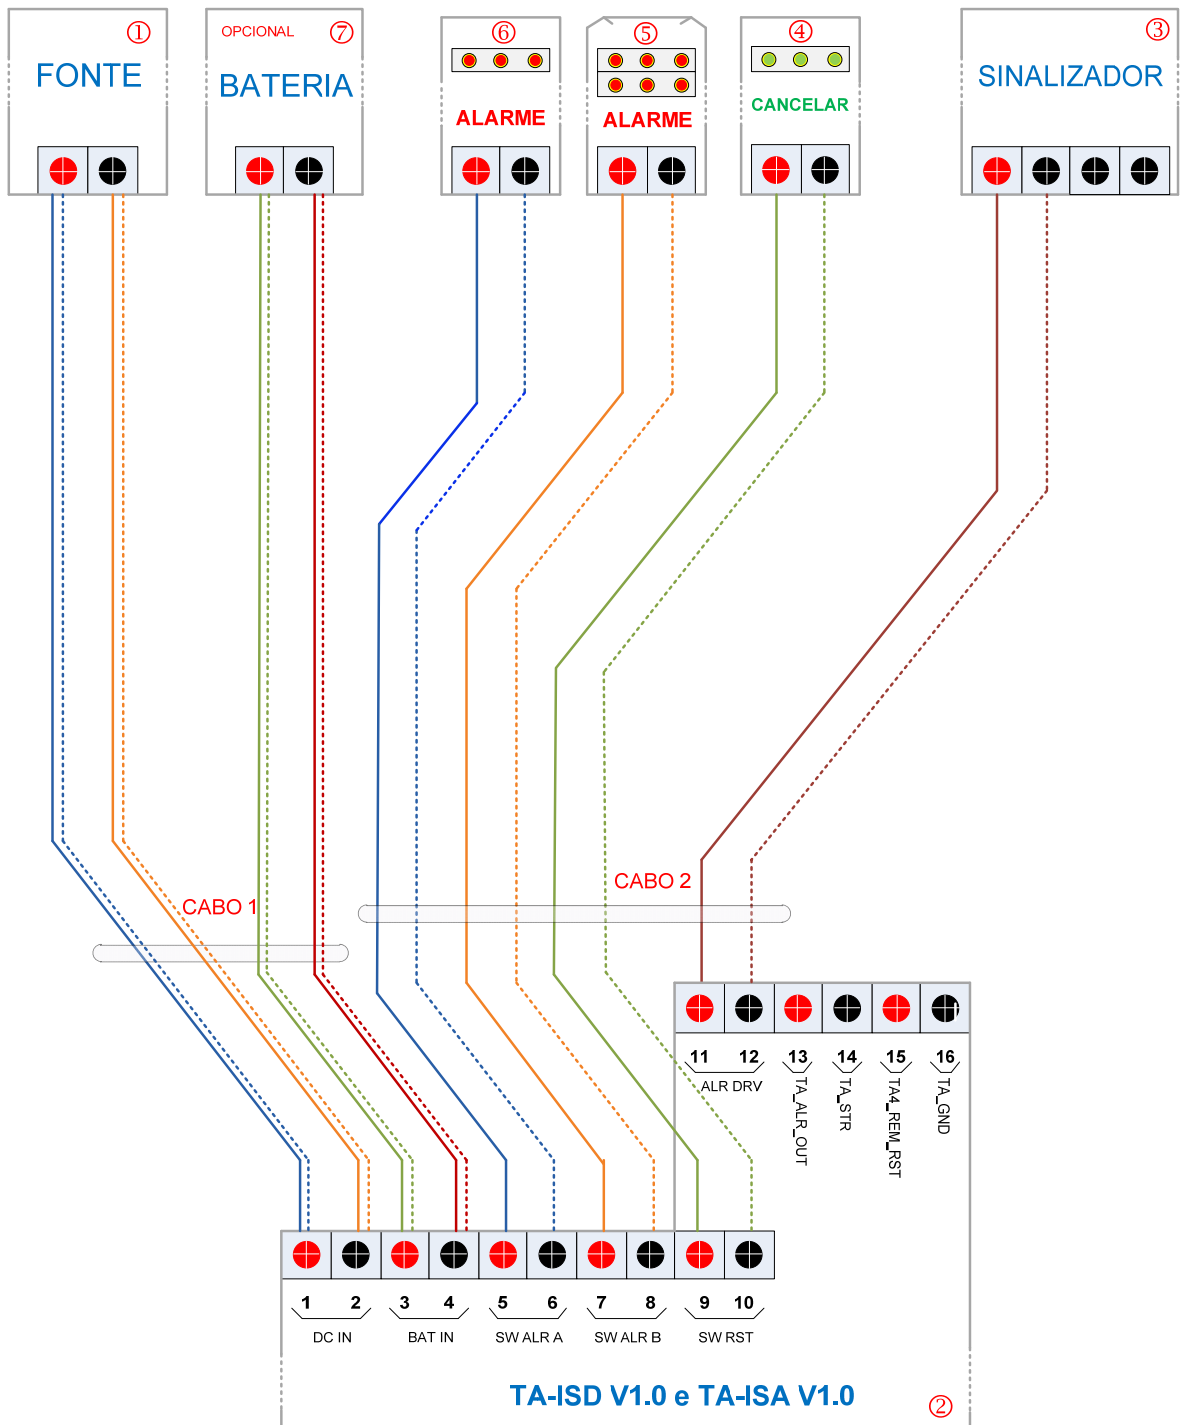 ①
FONTE
OPCIONAL ⑦
BATERIA
⑥
ALARME
⑤
ALARME
④
CANCELAR
③
SINALIZADOR
CABO 1
CABO 2
11 12 13 14 15 16
ALR DRV
TA_ALR_OUT
TA_STR
TA4_REM_RST
TA_GND
1 2 3 4 5 6 7 8 9 10
DC IN BAT IN SW ALR A SW ALR B SW RST
TA-ISD V1.0 e TA-ISA V1.0
②